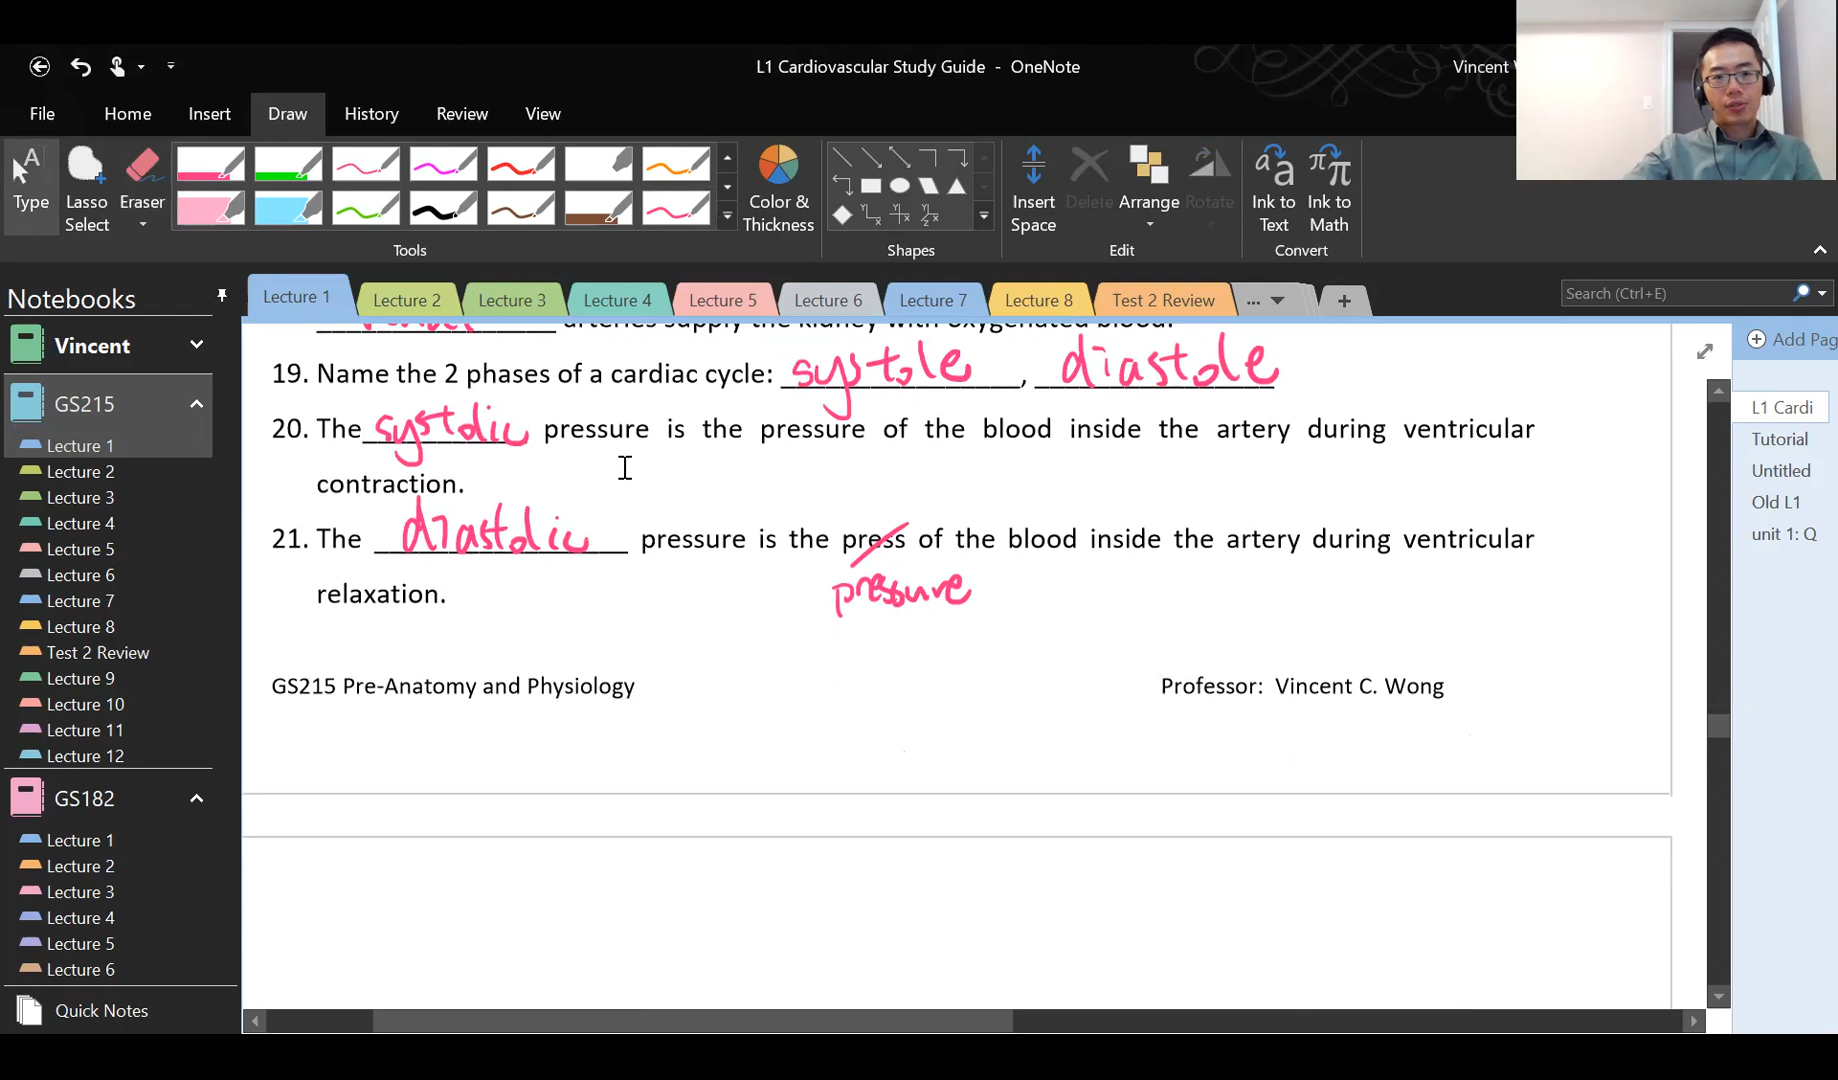 L1 Cardiovascular Study Guide - OneNote
Vincent
File Home Insert Draw History Review View
Type
Lasso Select
Eraser
Color & Thickness
Insert Space
Delete
Arrange
Rotate
Ink to Text
Ink to Math
Tools Shapes Edit Convert
Notebooks
Lecture 1 Lecture 2 Lecture 3 Lecture 4 Lecture 5 Lecture 6 Lecture 7 Lecture 8 Test 2 Review ...
Search (Ctrl+E)
Vincent
GS215
Lecture 1
Lecture 2
Lecture 3
Lecture 4
Lecture 5
Lecture 6
Lecture 7
Lecture 8
Test 2 Review
Lecture 9
Lecture 10
Lecture 11
Lecture 12
GS182
Lecture 1
Lecture 2
Lecture 3
Lecture 4
Lecture 5
Lecture 6
Quick Notes
arteries supply the kidney with oxygenated blood.
19. Name the 2 phases of a cardiac cycle: systole, diastole
20. The systolic pressure is the pressure of the blood inside the artery during ventricular
contraction.
21. The diastolic pressure is the press of the blood inside the artery during ventricular
pressure
relaxation.
GS215 Pre-Anatomy and Physiology Professor: Vincent C. Wong
Add Pag
L1 Cardi
Tutorial
Untitled
Old L1
unit 1: Q